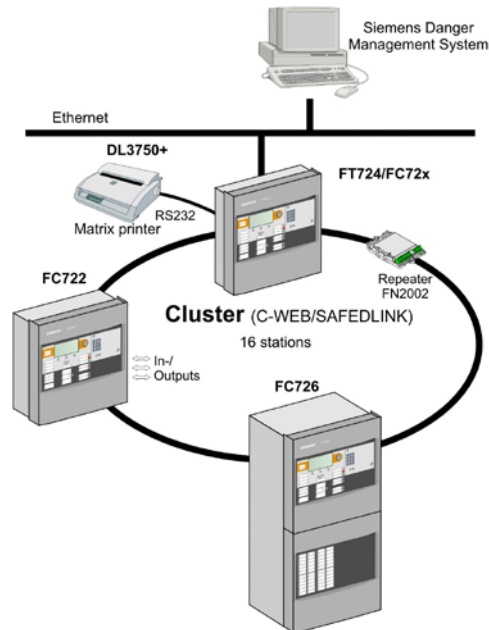 Siemens Danger
Management System
Ethernet
DL3750+
FT724/FC72x
RS232
Matrix printer
Repeater
FN2002
FC722
Cluster (C-WEB/SAFEDLINK)
16 stations
In-/
Outputs
FC726